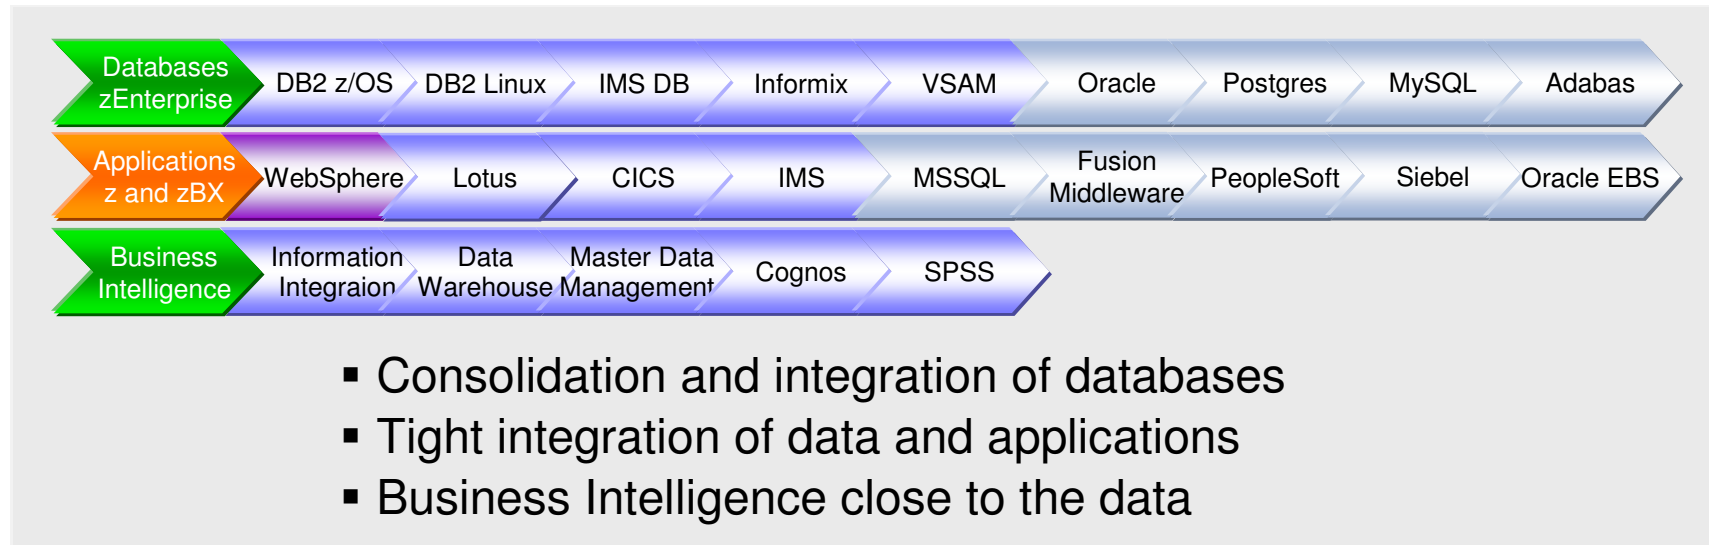 Databases
zEnterprise
DB2 z/OS
DB2 Linux
IMS DB
Informix
VSAM
Oracle
Postgres
MySQL
Adabas
Applications
z and zBX
WebSphere
Lotus
CICS
IMS
MSSQL
Fusion
Middleware
PeopleSoft
Siebel
Oracle EBS
Business
Intelligence
Information
Integraion
Data
Warehouse
Master Data
Management
Cognos
SPSS
▪ Consolidation and integration of databases
▪ Tight integration of data and applications
▪ Business Intelligence close to the data